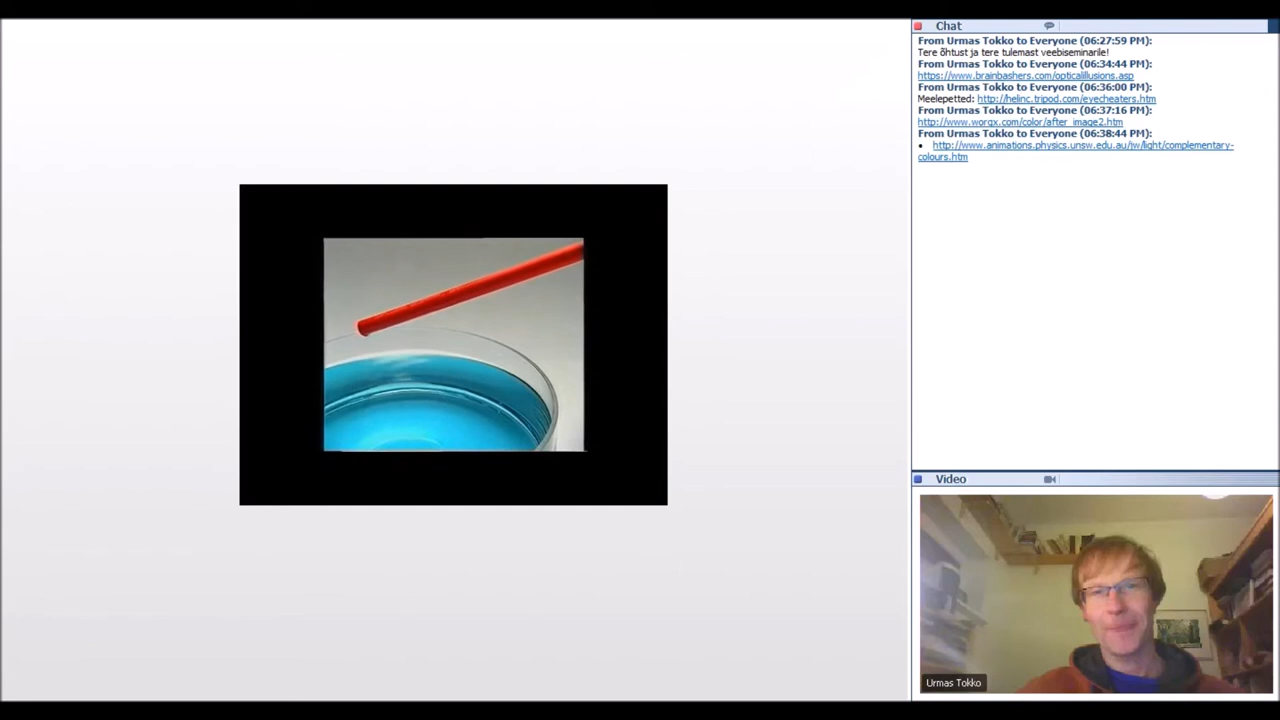 Chat
From Urmas Tokko to Everyone (06:27:59 PM):
Tere õhtust ja tere tulemast veebiseminarile!
From Urmas Tokko to Everyone (06:34:44 PM):
https://www.brainbashers.com/opticalillusions.asp
From Urmas Tokko to Everyone (06:36:00 PM):
Meelepetted: http://helinc.tripod.com/eyecheaters.htm
From Urmas Tokko to Everyone (06:37:16 PM):
http://www.worqx.com/color/after_image2.htm
From Urmas Tokko to Everyone (06:38:44 PM):
• http://www.animations.physics.unsw.edu.au/jw/light/complementary-
colours.htm
Video
Urmas Tokko